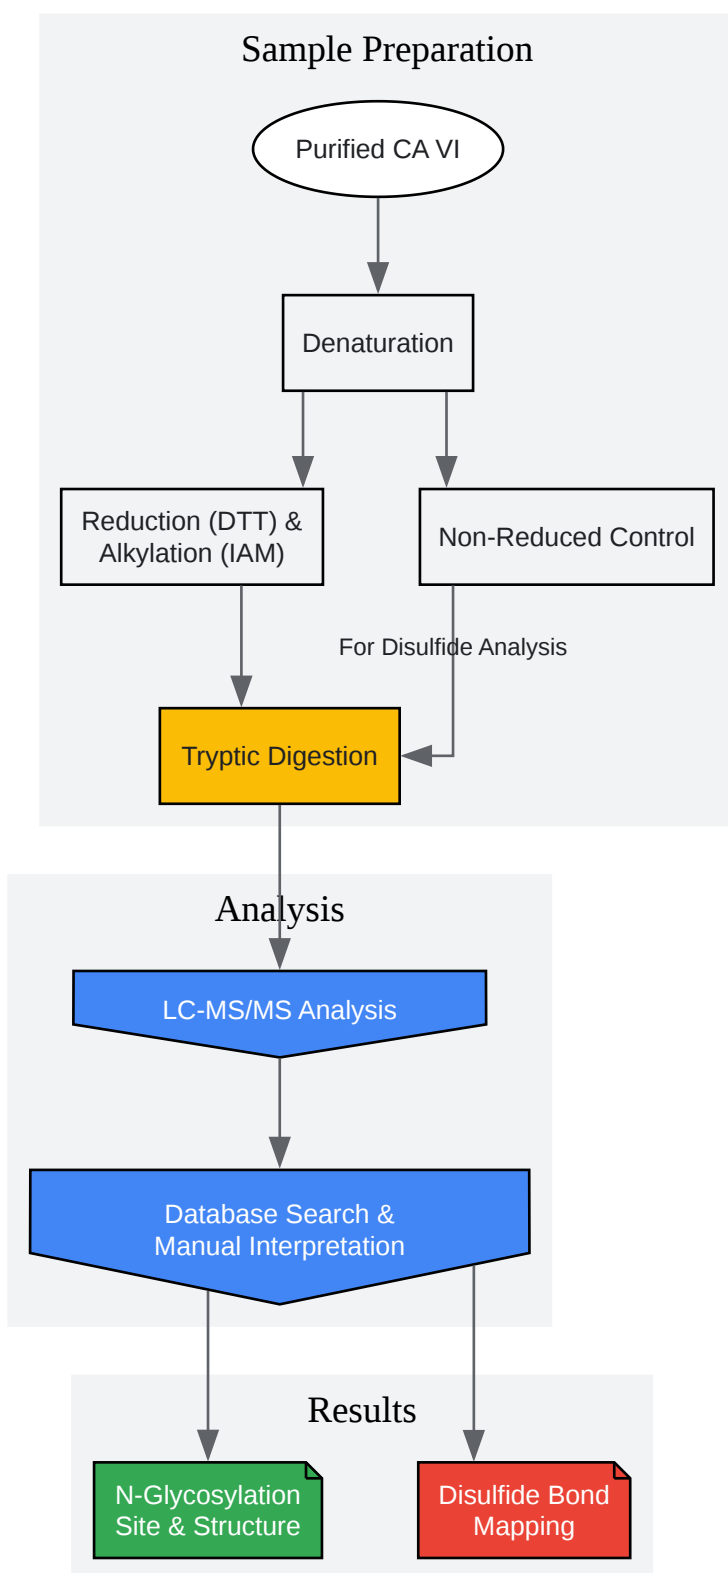 Sample Preparation
Purified CA VI
Denaturation
Reduction (DTT) &
Alkylation (IAM)
Non-Reduced Control
For Disulfide Analysis
Tryptic Digestion
Analysis
LC-MS/MS Analysis
Database Search &
Manual Interpretation
Results
N-Glycosylation
Site & Structure
Disulfide Bond
Mapping